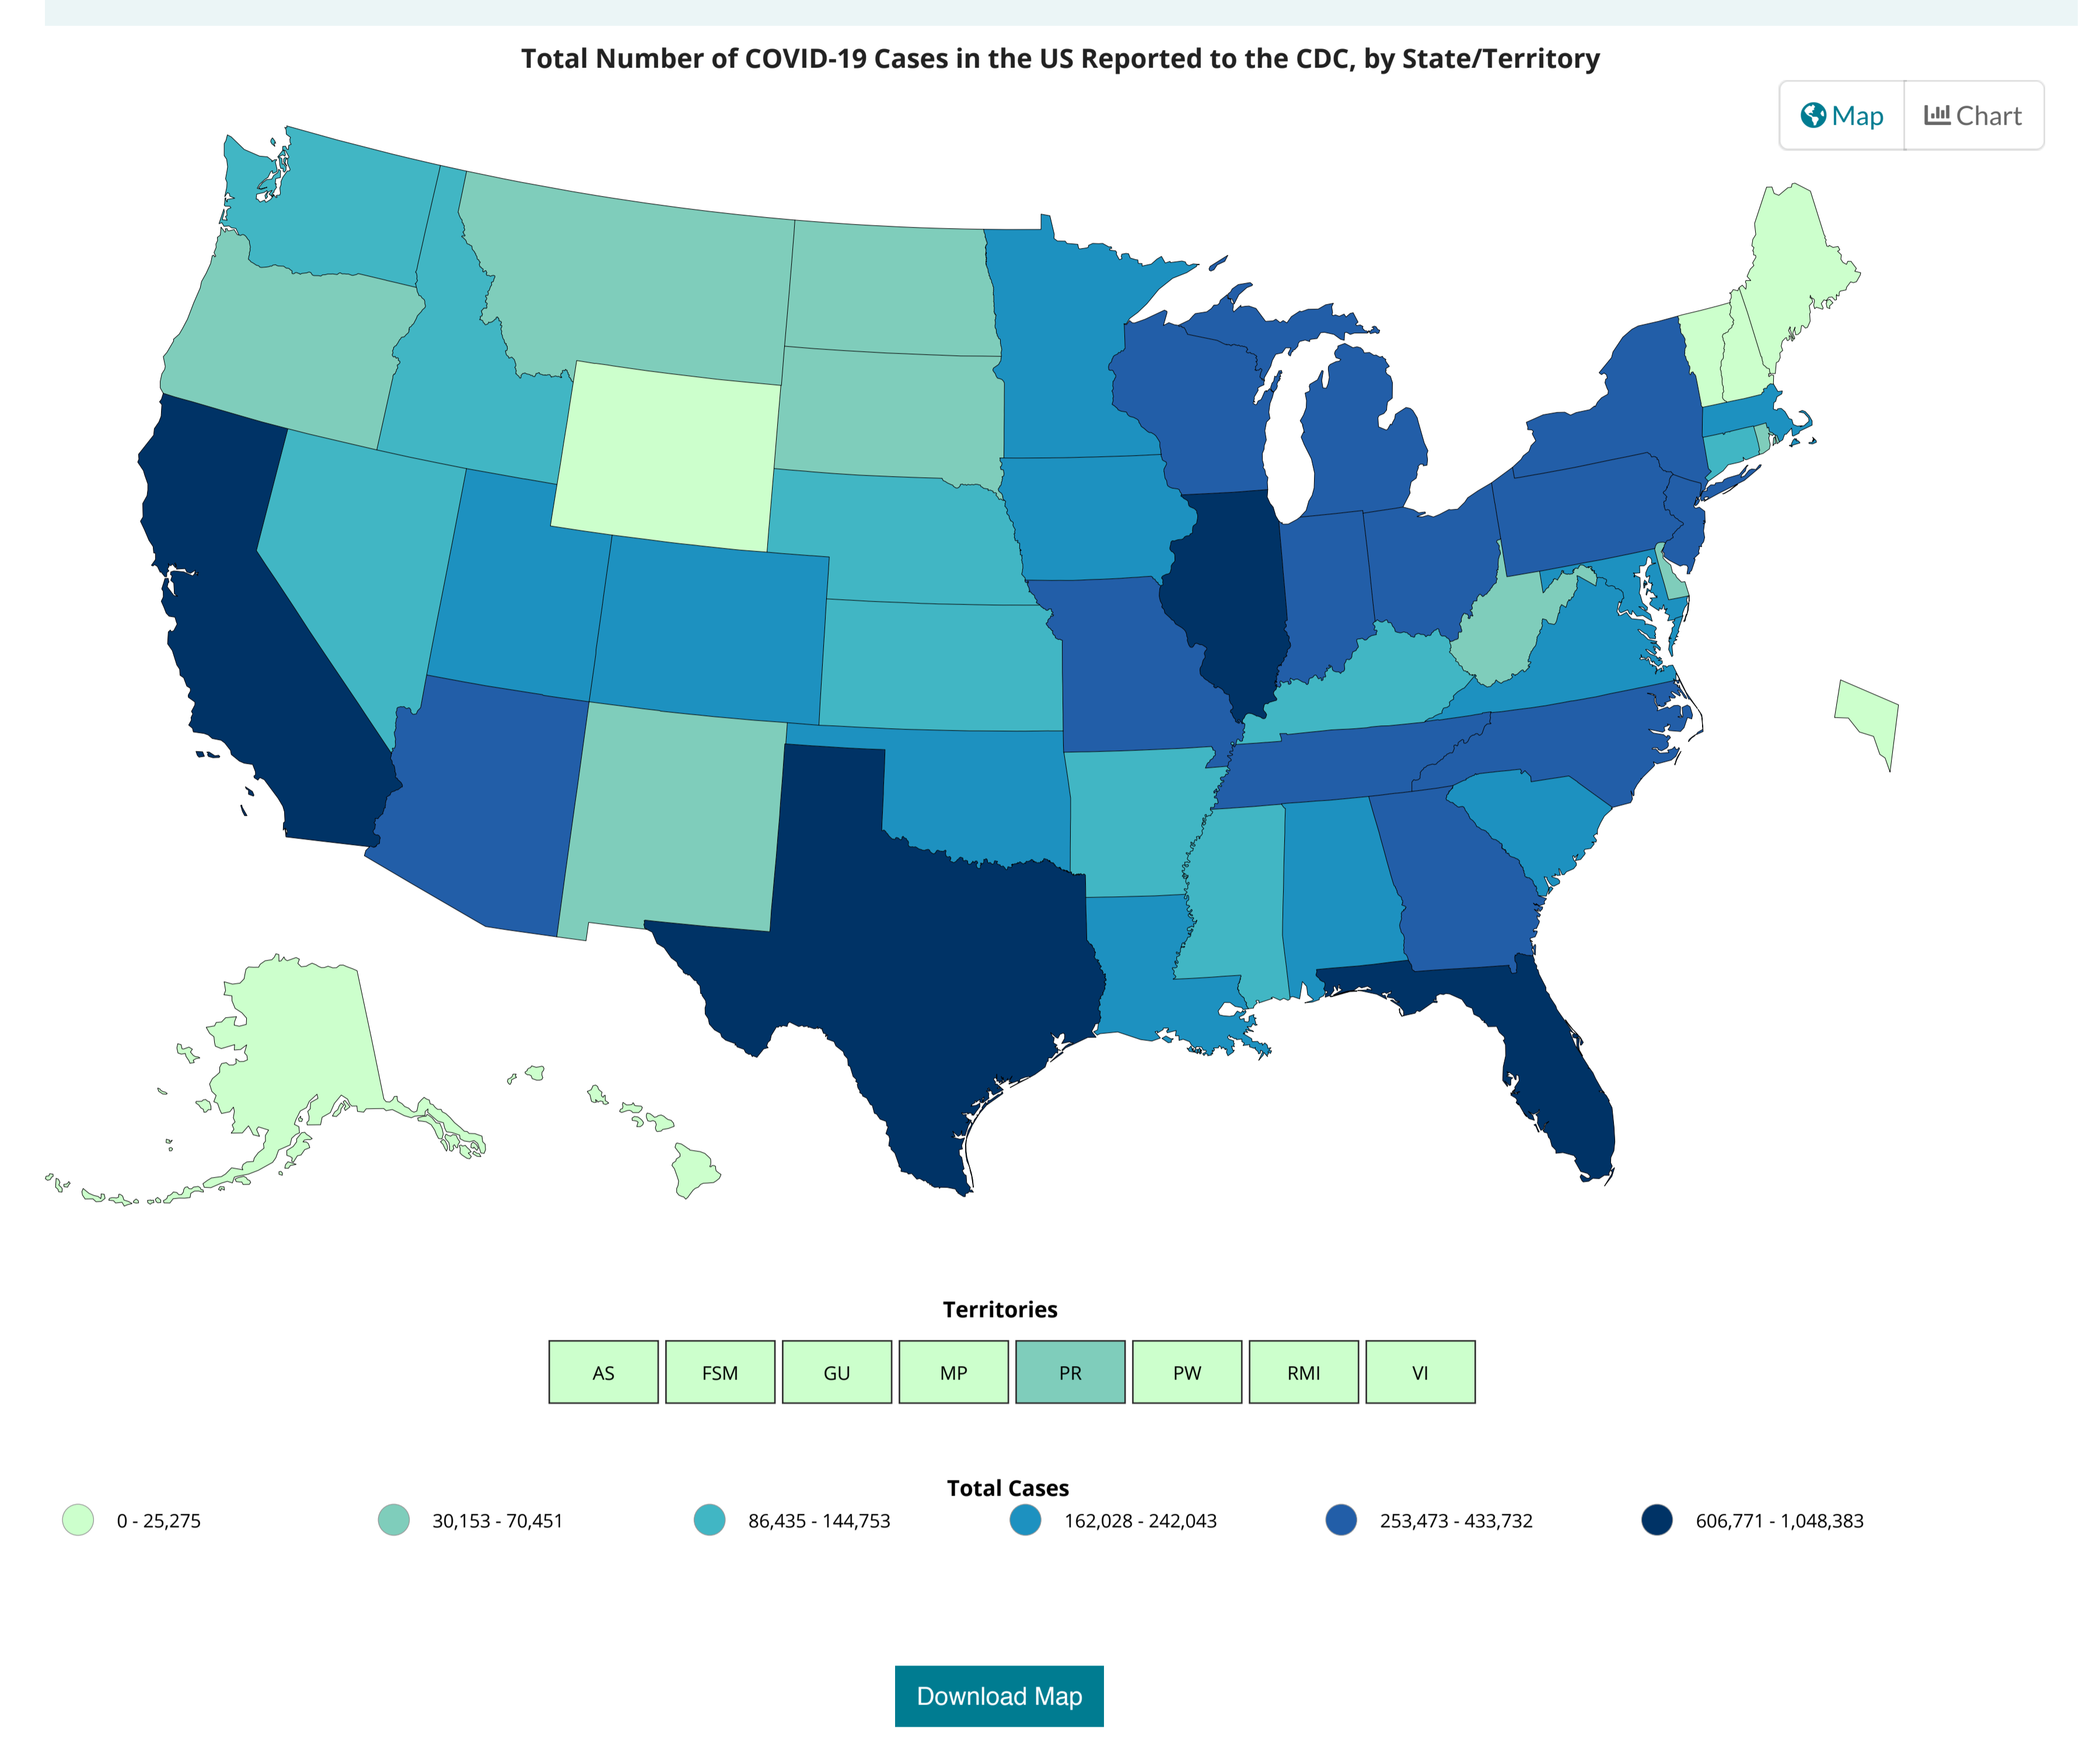 Total Number of COVID-19 Cases in the US Reported to the CDC, by State/Territory
Map
Chart
Territories
AS FSM GU MP PR PW RMI VI
Total Cases
0 - 25,275 30,153 - 70,451 86,435 - 144,753 162,028 - 242,043 253,473 - 433,732 606,771 - 1,048,383
Download Map